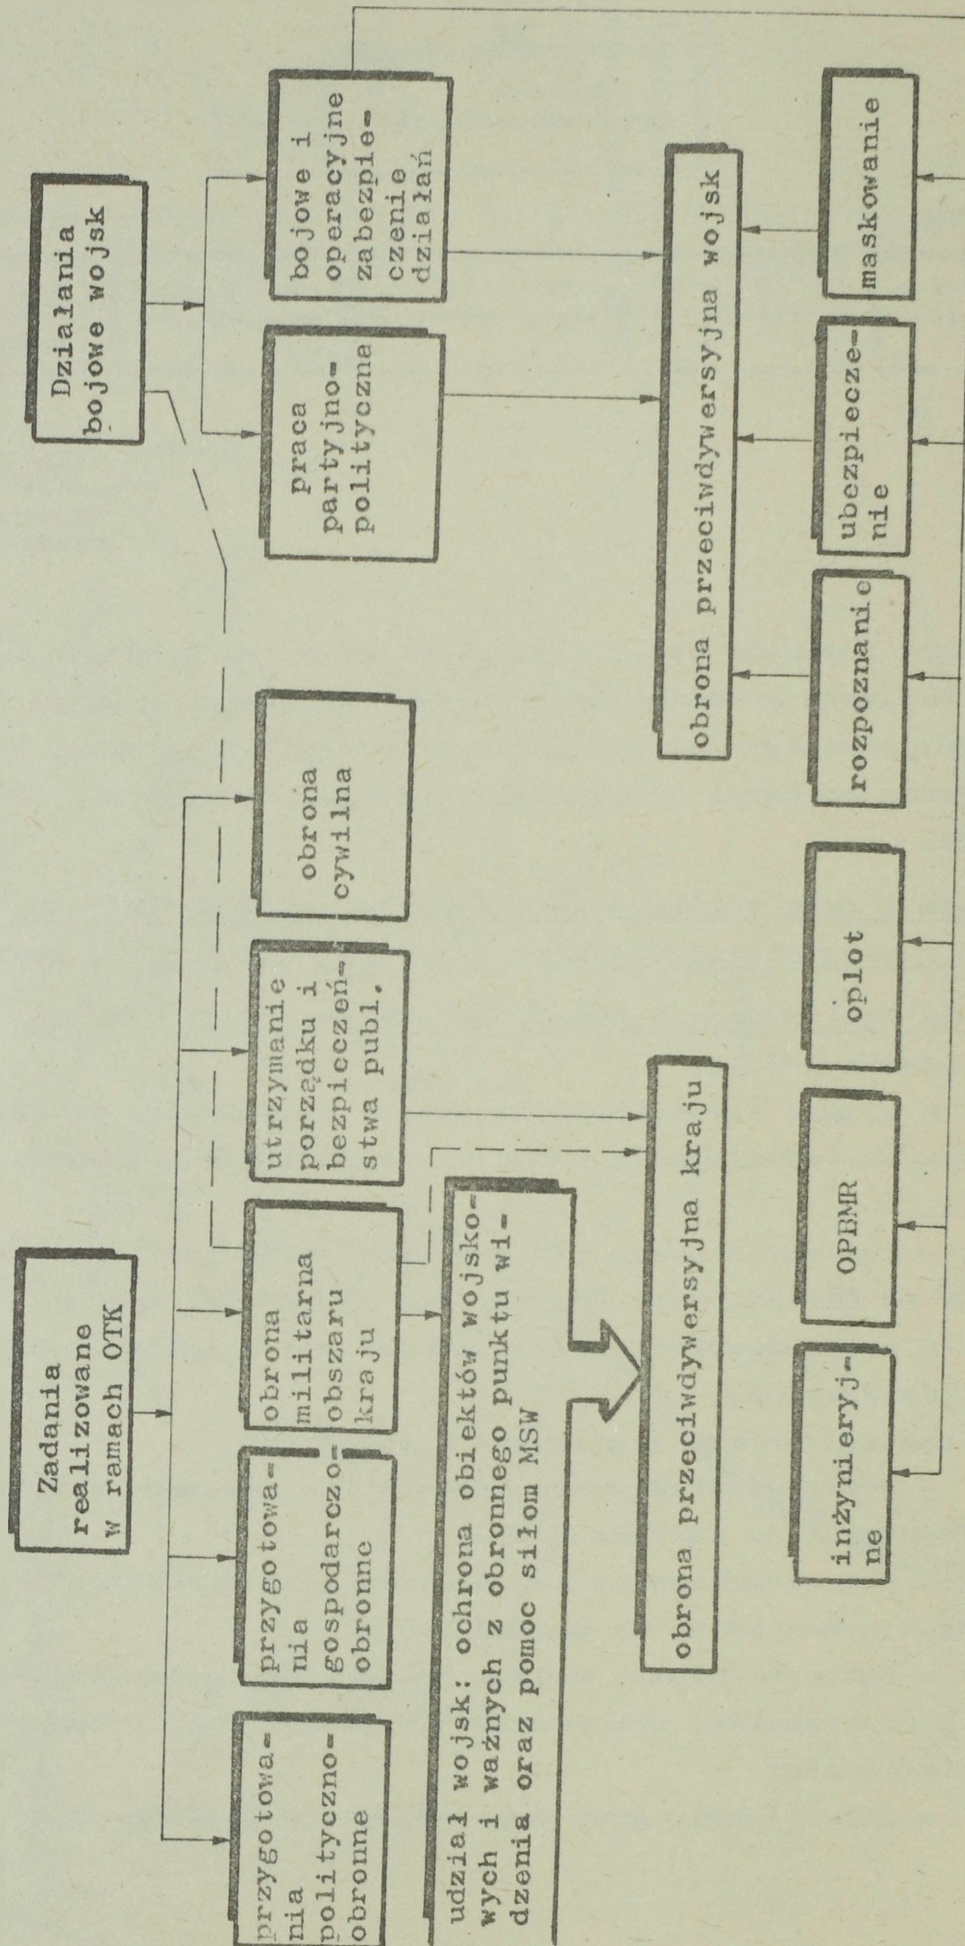 Zadania
realizowane
w ramach OTK
Działania
bojowe wojsk
przygotowa-
nia
polityczno-
obronne
przygotowa-
nia
gospodarczo-
obronne
obrona
militarna
obszaru
kraju
utrzymanie
porządku i
bezpieczeń-
stwa publ.
obrona
cywilna
praca
partyjno-
polityczna
bojowe i
operacyjne
zabezpie-
czenie
działań
udział wojsk: ochrona obiektów wojsko-
wych i ważnych z obronnego punktu wi-
dzenia oraz pomoc siłom MSW
obrona przeciwdywersyjna kraju
obrona przeciwdywersyjna wojsk
inżynieryj-
ne
OPBMR
oplot
rozpoznanie
ubezpiecze-
nie
maskowanie